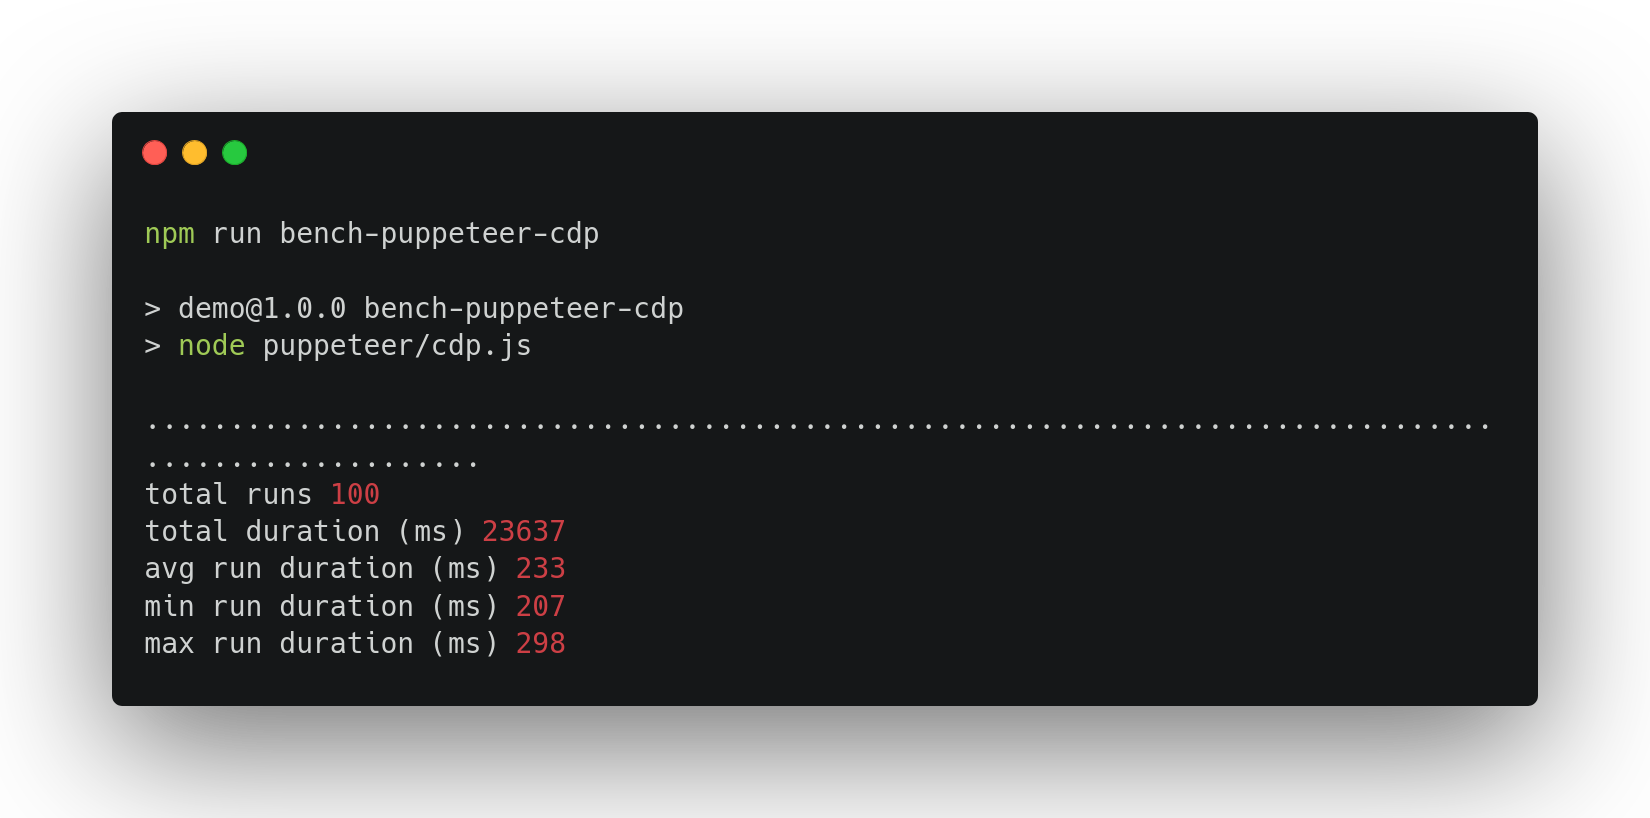 npm run bench-puppeteer-cdp
> demo@1.0.0 bench-puppeteer-cdp
> node puppeteer/cdp.js
................................................................................
....................
total runs 100
total duration (ms) 23637
avg run duration (ms) 233
min run duration (ms) 207
max run duration (ms) 298